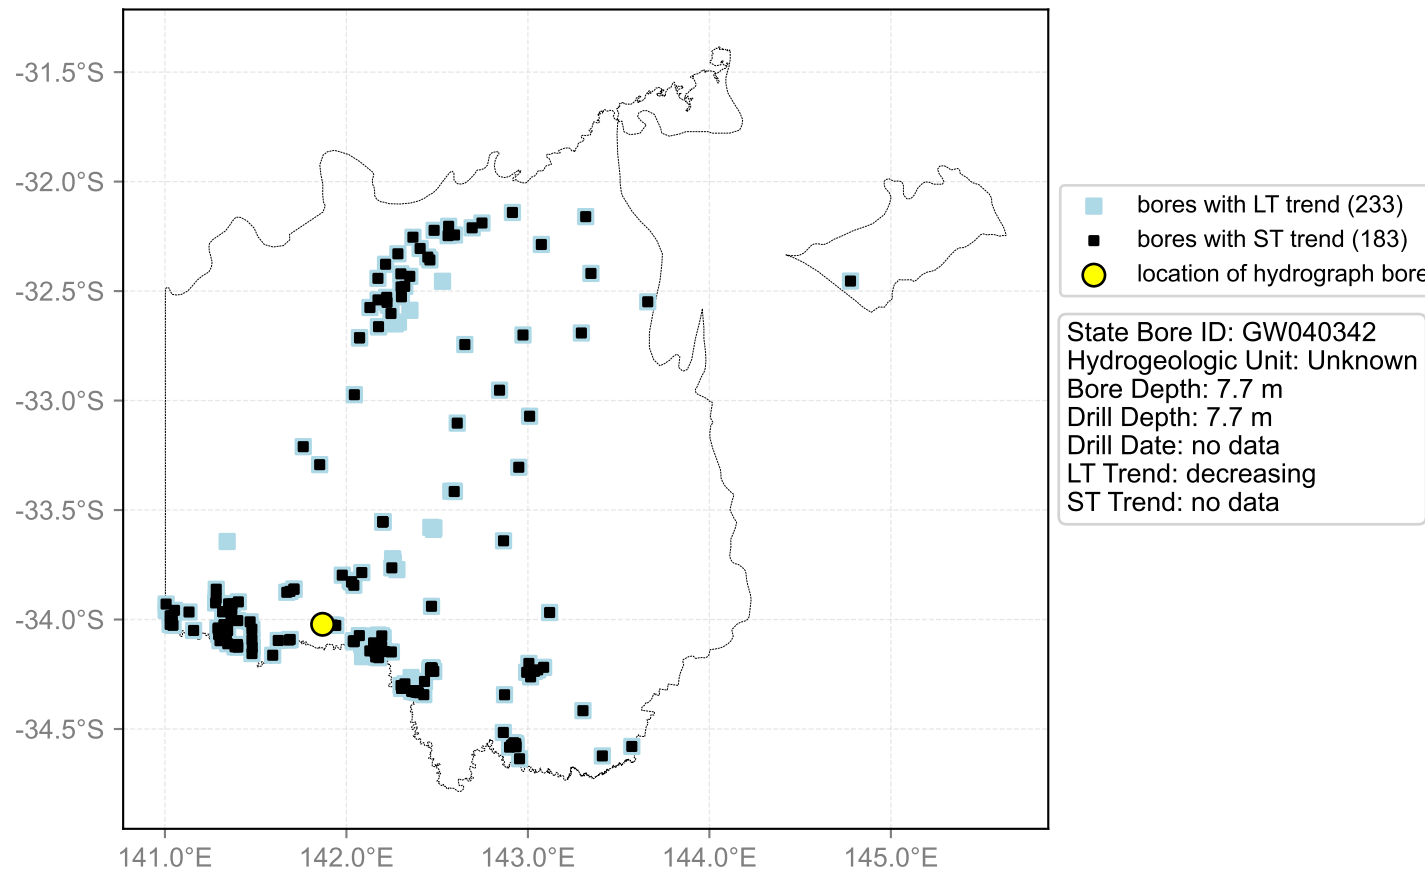 -31.5°S
-32.0°S
-32.5°S
-33.0°S
-33.5°S
-34.0°S
-34.5°S
141.0°E 142.0°E 143.0°E 144.0°E 145.0°E
bores with LT trend (233)
bores with ST trend (183)
location of hydrograph bore
State Bore ID: GW040342
Hydrogeologic Unit: Unknown
Bore Depth: 7.7 m
Drill Depth: 7.7 m
Drill Date: no data
LT Trend: decreasing
ST Trend: no data